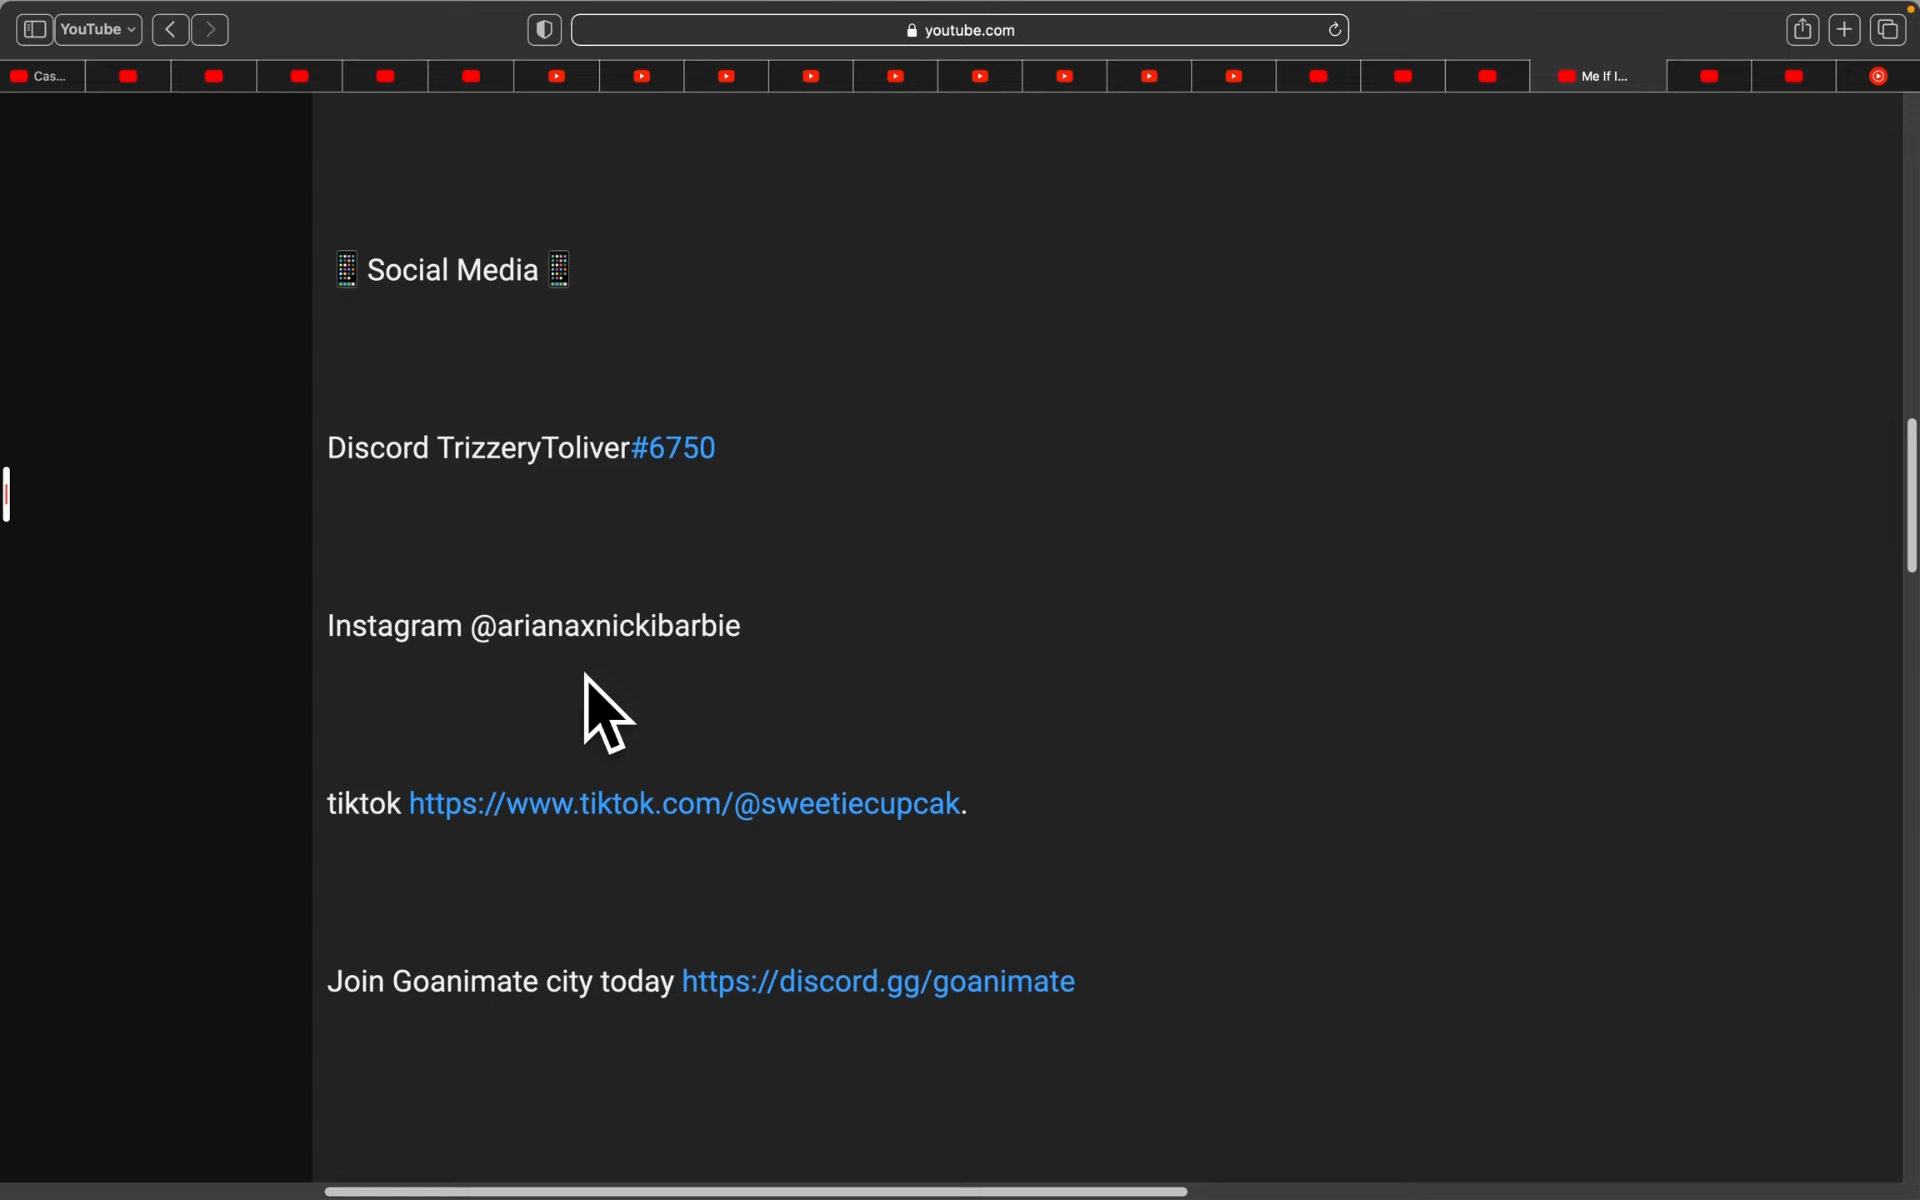 YouTube
youtube.com
Cas...
Me If I...
Social Media
Discord TrizzeryToliver#6750
Instagram @arianaxnickibarbie
tiktok https://www.tiktok.com/@sweetiecupcak.
Join Goanimate city today https://discord.gg/goanimate